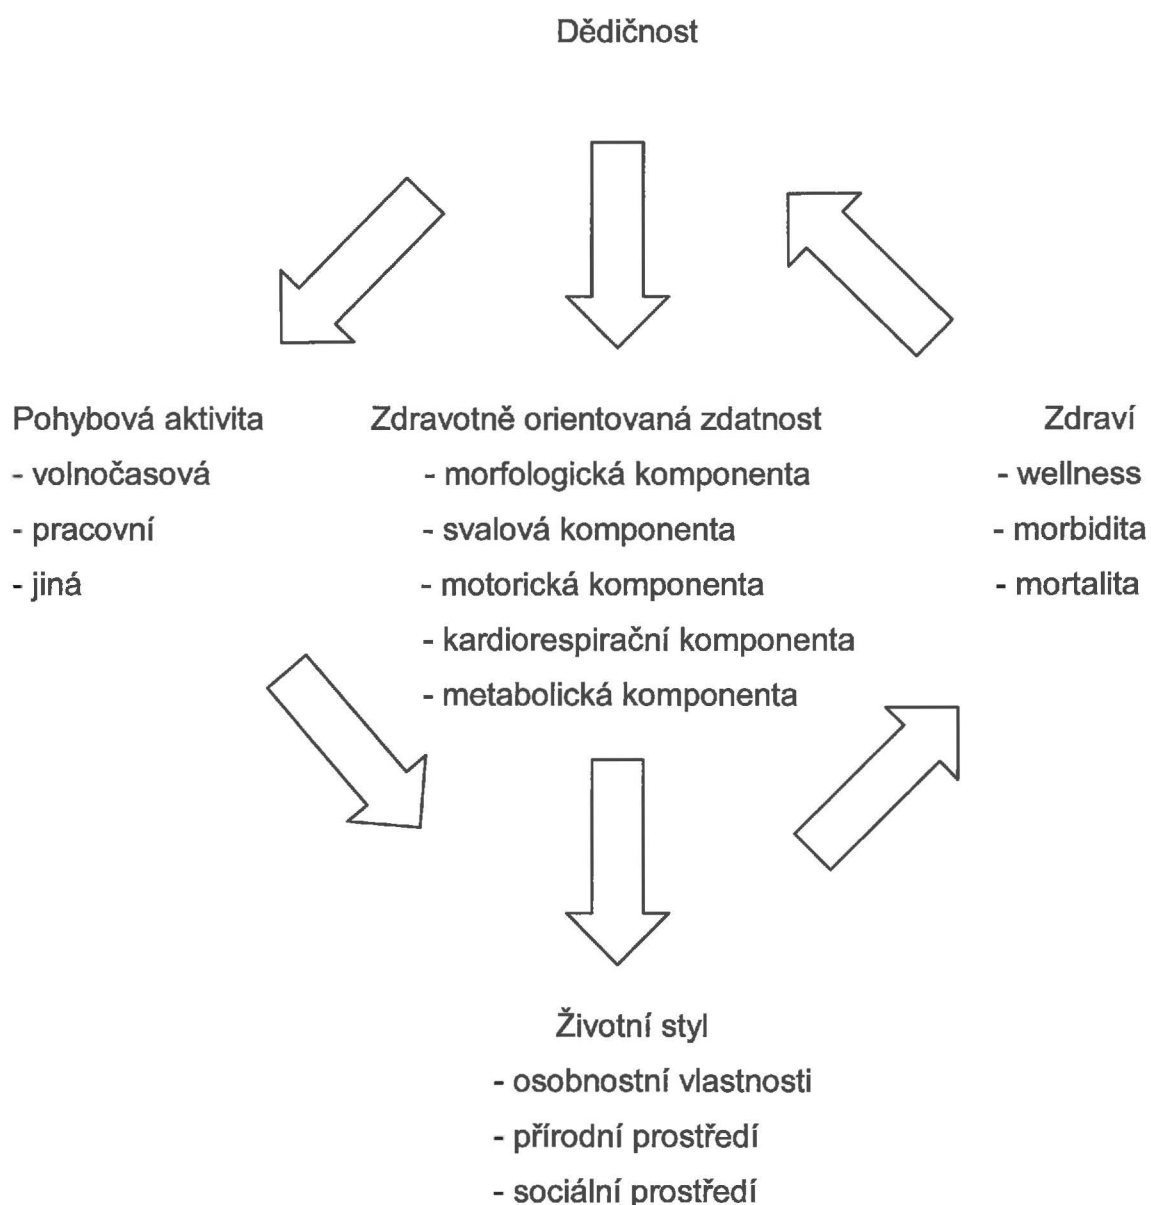 Dědičnost
Pohybová aktivita
- volnočasová
- pracovní
- jiná
Zdravotně orientovaná zdatnost
- morfologická komponenta
- svalová komponenta
- motorická komponenta
- kardiorespirační komponenta
- metabolická komponenta
Zdraví
- wellness
- morbidita
- mortalita
Životní styl
- osobnostní vlastnosti
- přírodní prostředí
- sociální prostředí